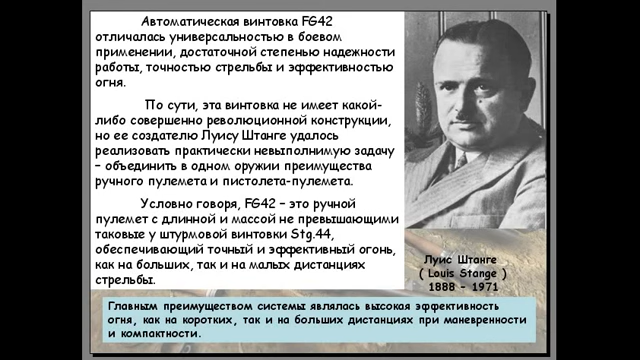 Автоматическая винтовка FG42
отличалась универсальностью в боевом
применении, достаточной степенью надежности
работы, точностью стрельбы и эффективностью
огня.
По сути, эта винтовка не имеет какой-
либо совершенно революционной конструкции,
но ее создателю Луису Штанге удалось
реализовать практически невыполнимую задачу
– объединить в одном оружии преимущества
ручного пулемета и пистолета-пулемета.
Условно говоря, FG42 – это ручной
пулемет с длинной и массой не превышающими
таковые у штурмовой винтовки Stg.44,
обеспечивающий точный и эффективный огонь,
как на больших, так и на малых дистанциях
стрельбы.
Луис Штанге
( Louis Stange )
1888 – 1971
Главным преимуществом системы являлась высокая эффективность
огня, как на коротких, так и на больших дистанциях при маневренности
и компактности.